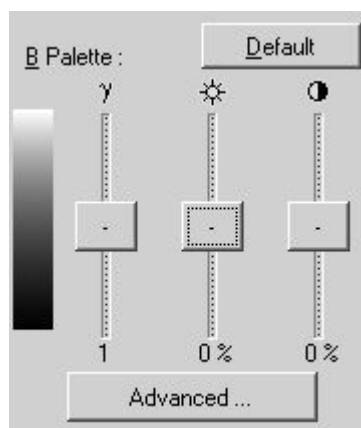 Default
B Palette :
γ
1 0 % 0 %
Advanced ...